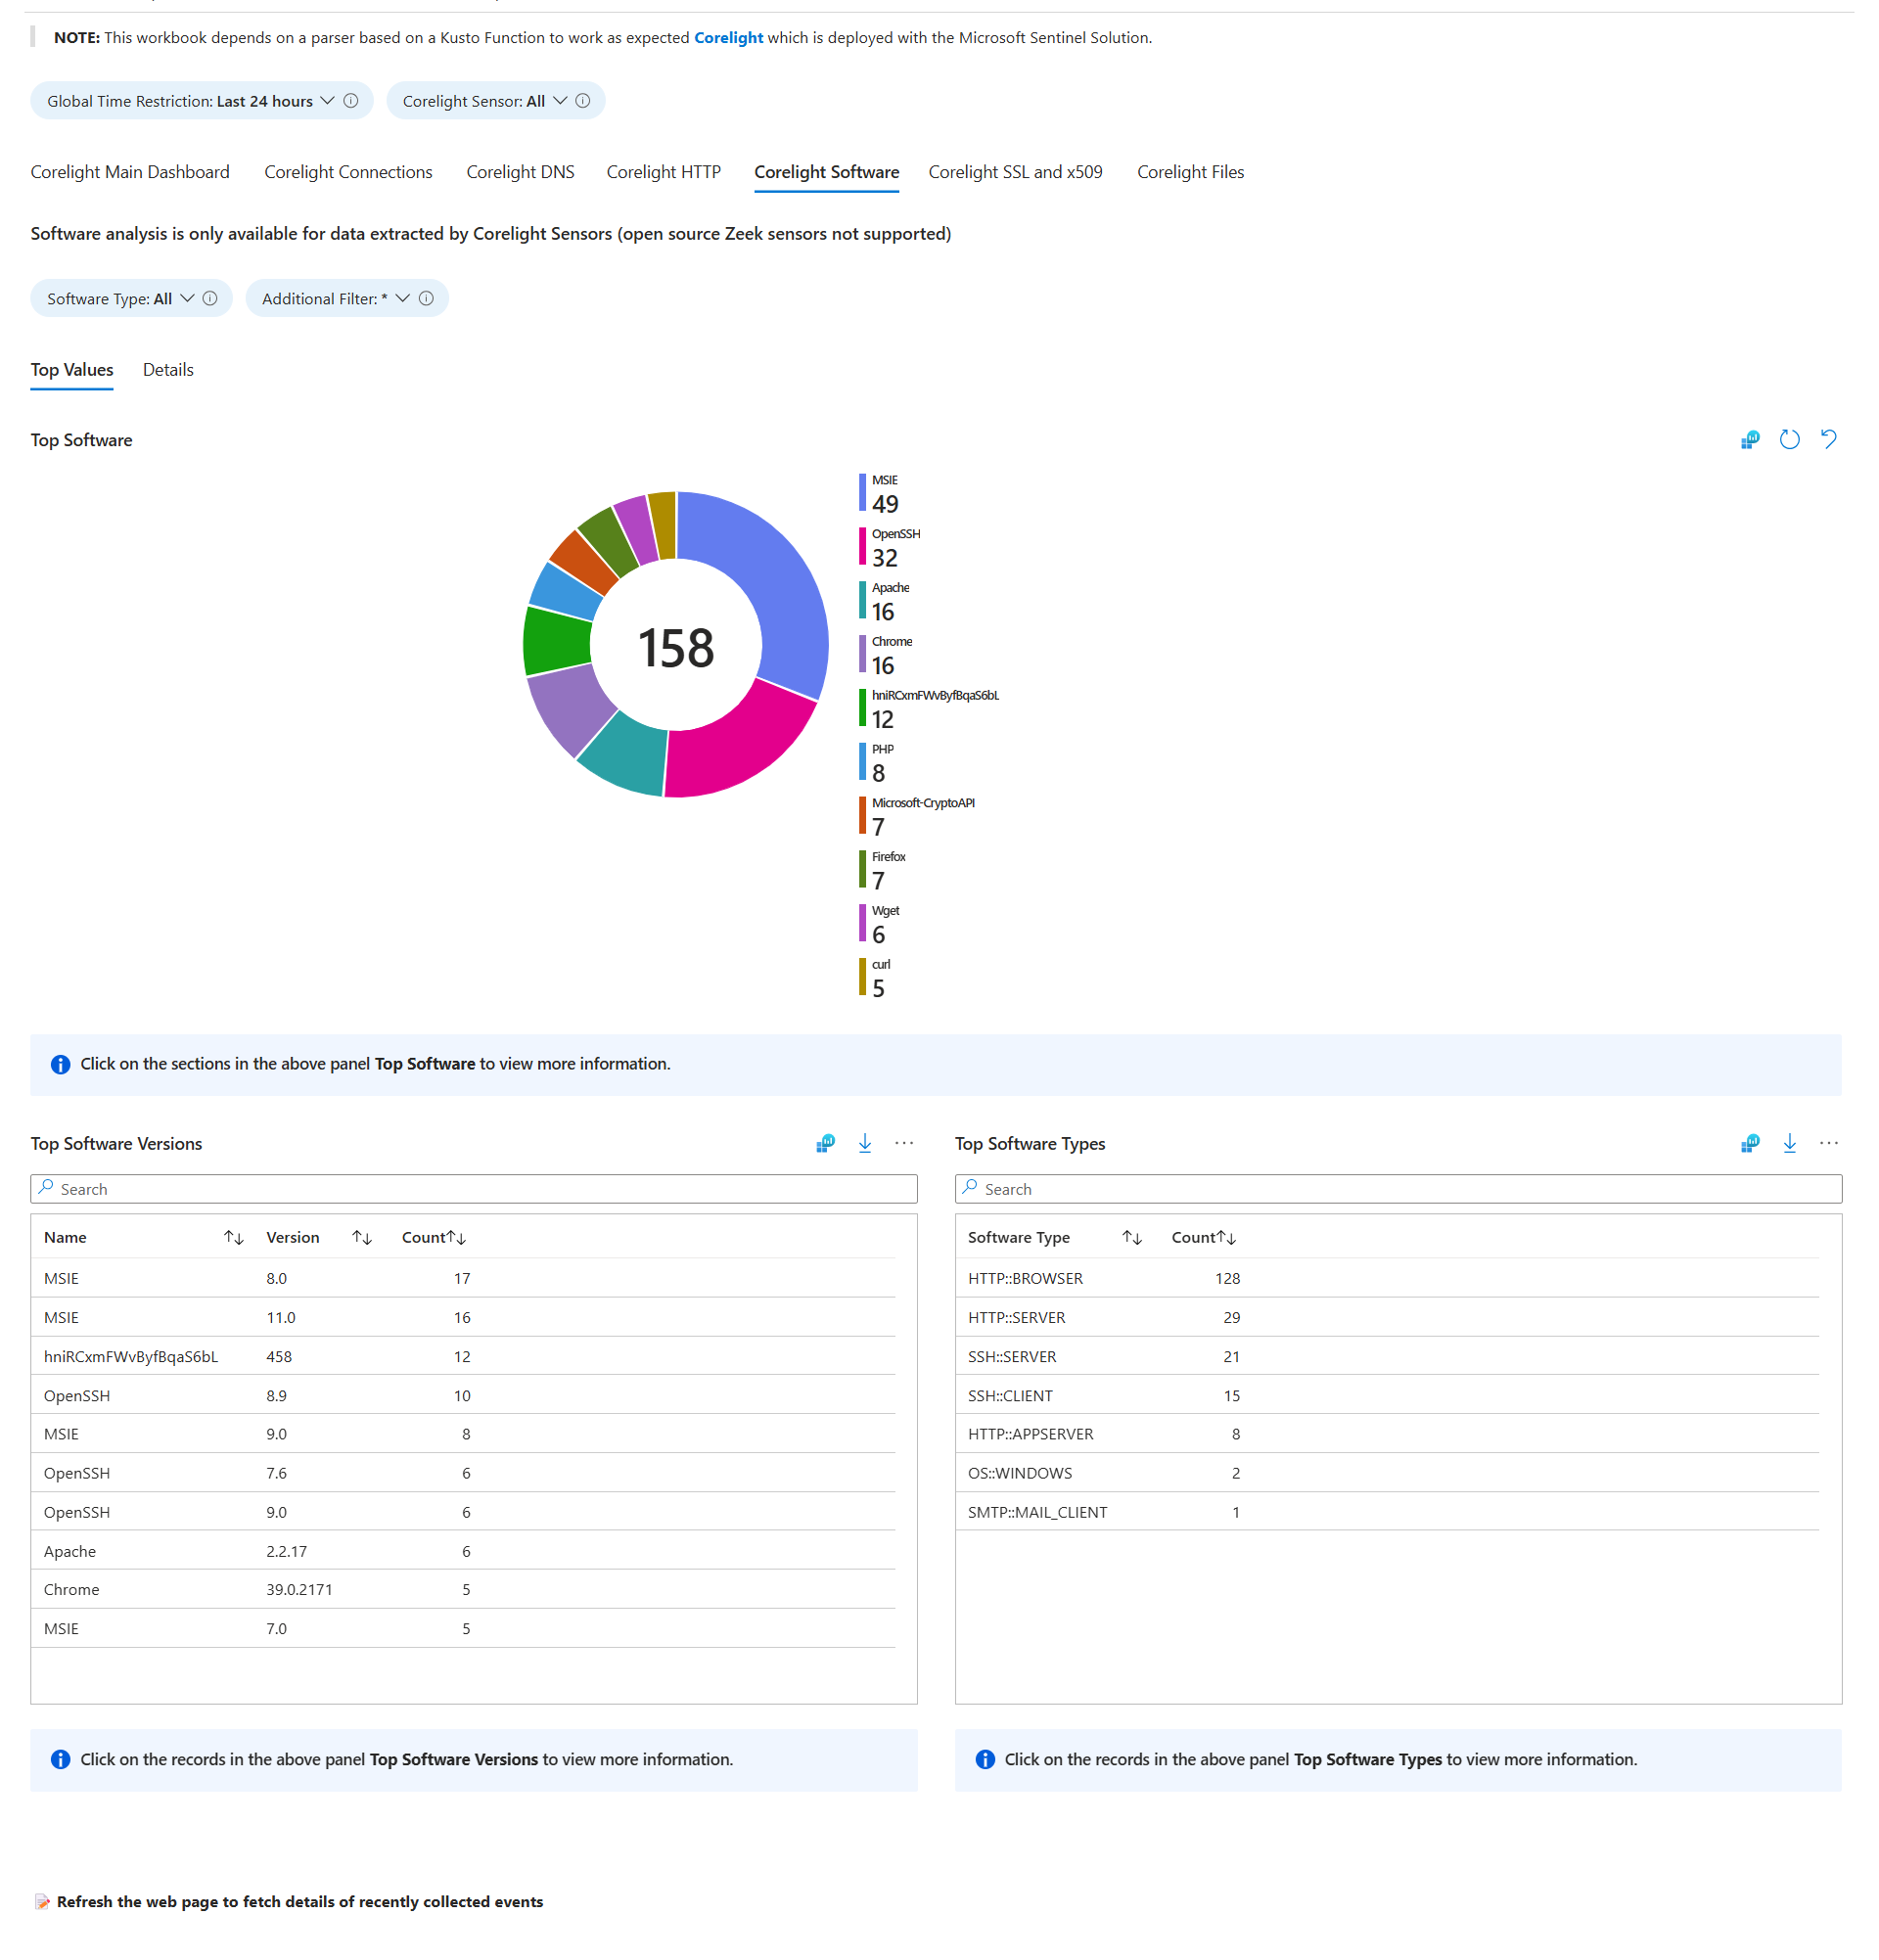 NOTE: This workbook depends on a parser based on a Kusto Function to work as expected Corelight which is deployed with the Microsoft Sentinel Solution.
Global Time Restriction: Last 24 hours
Corelight Sensor: All
Corelight Main Dashboard
Corelight Connections
Corelight DNS
Corelight HTTP
Corelight Software
Corelight SSL and x509
Corelight Files
Software analysis is only available for data extracted by Corelight Sensors (open source Zeek sensors not supported)
Software Type: All
Additional Filter: *
Top Values
Details
Top Software
158
MSIE
49
OpenSSH
32
Apache
16
Chrome
16
hniRCxmFWvByfBqaS6bL
12
PHP
8
Microsoft-CryptoAPI
7
Firefox
7
Wget
6
curl
5
Click on the sections in the above panel Top Software to view more information.
Top Software Versions
Search
Name Version Count
MSIE 8.0 17
MSIE 11.0 16
hniRCxmFWvByfBqaS6bL 458 12
OpenSSH 8.9 10
MSIE 9.0 8
OpenSSH 7.6 6
OpenSSH 9.0 6
Apache 2.2.17 6
Chrome 39.0.2171 5
MSIE 7.0 5
Click on the records in the above panel Top Software Versions to view more information.
Top Software Types
Search
Software Type Count
HTTP::BROWSER 128
HTTP::SERVER 29
SSH::SERVER 21
SSH::CLIENT 15
HTTP::APPSERVER 8
OS::WINDOWS 2
SMTP::MAIL_CLIENT 1
Click on the records in the above panel Top Software Types to view more information.
Refresh the web page to fetch details of recently collected events